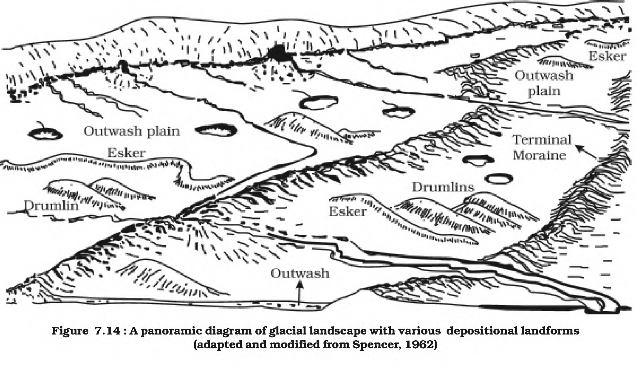 Esker
Outwash
plain
Outwash plain
Esker
Terminal
Moraine
Drumlins
Drumlin
Esker
Outwash
Figure 7.14 : A panoramic diagram of glacial landscape with various depositional landforms
(adapted and modified from Spencer, 1962)